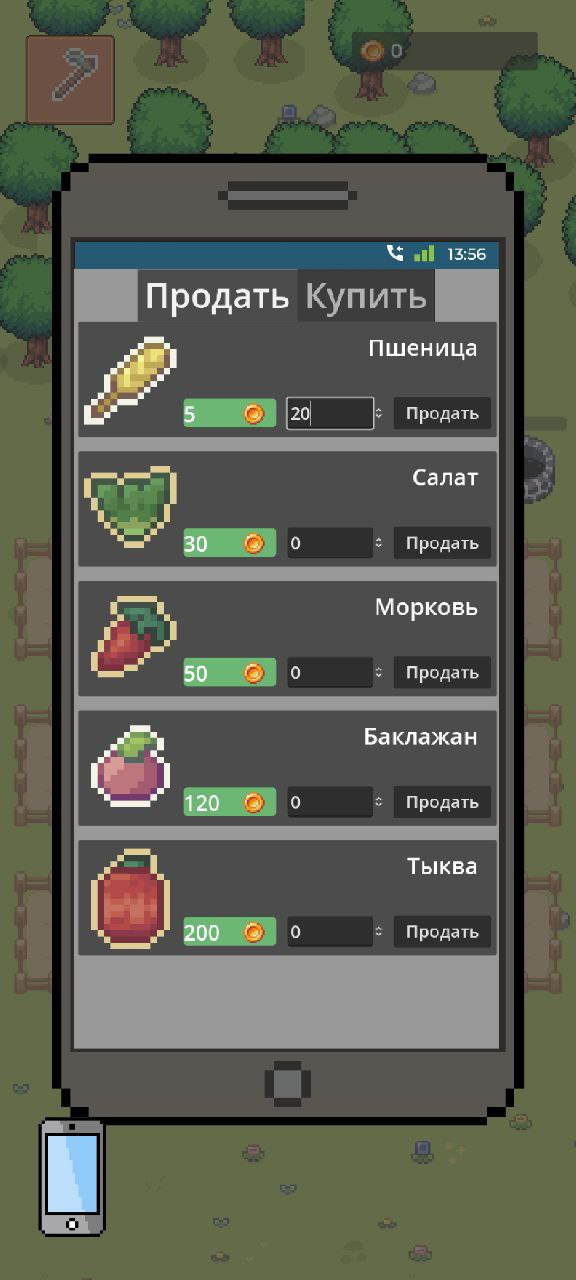 0
13:56
Продать Купить
Пшеница
5 20 Продать
Салат
30 0 Продать
Морковь
50 0 Продать
Баклажан
120 0 Продать
Тыква
200 0 Продать